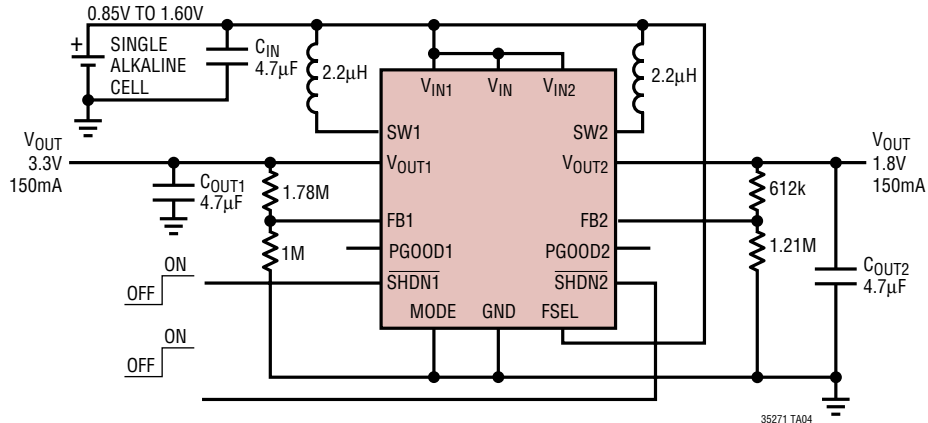 0.85V TO 1.60V
+
SINGLE
ALKALINE
CELL
CIN
4.7µF
2.2µH
2.2µH
VIN1
VIN
VIN2
SW1
SW2
VOUT
3.3V
150mA
VOUT1
VOUT2
VOUT
1.8V
150mA
COUT1
4.7µF
1.78M
612k
FB1
FB2
1M
1.21M
PGOOD1
PGOOD2
COUT2
4.7µF
SHDN1
SHDN2
ON
OFF
MODE
GND
FSEL
ON
OFF
35271 TA04